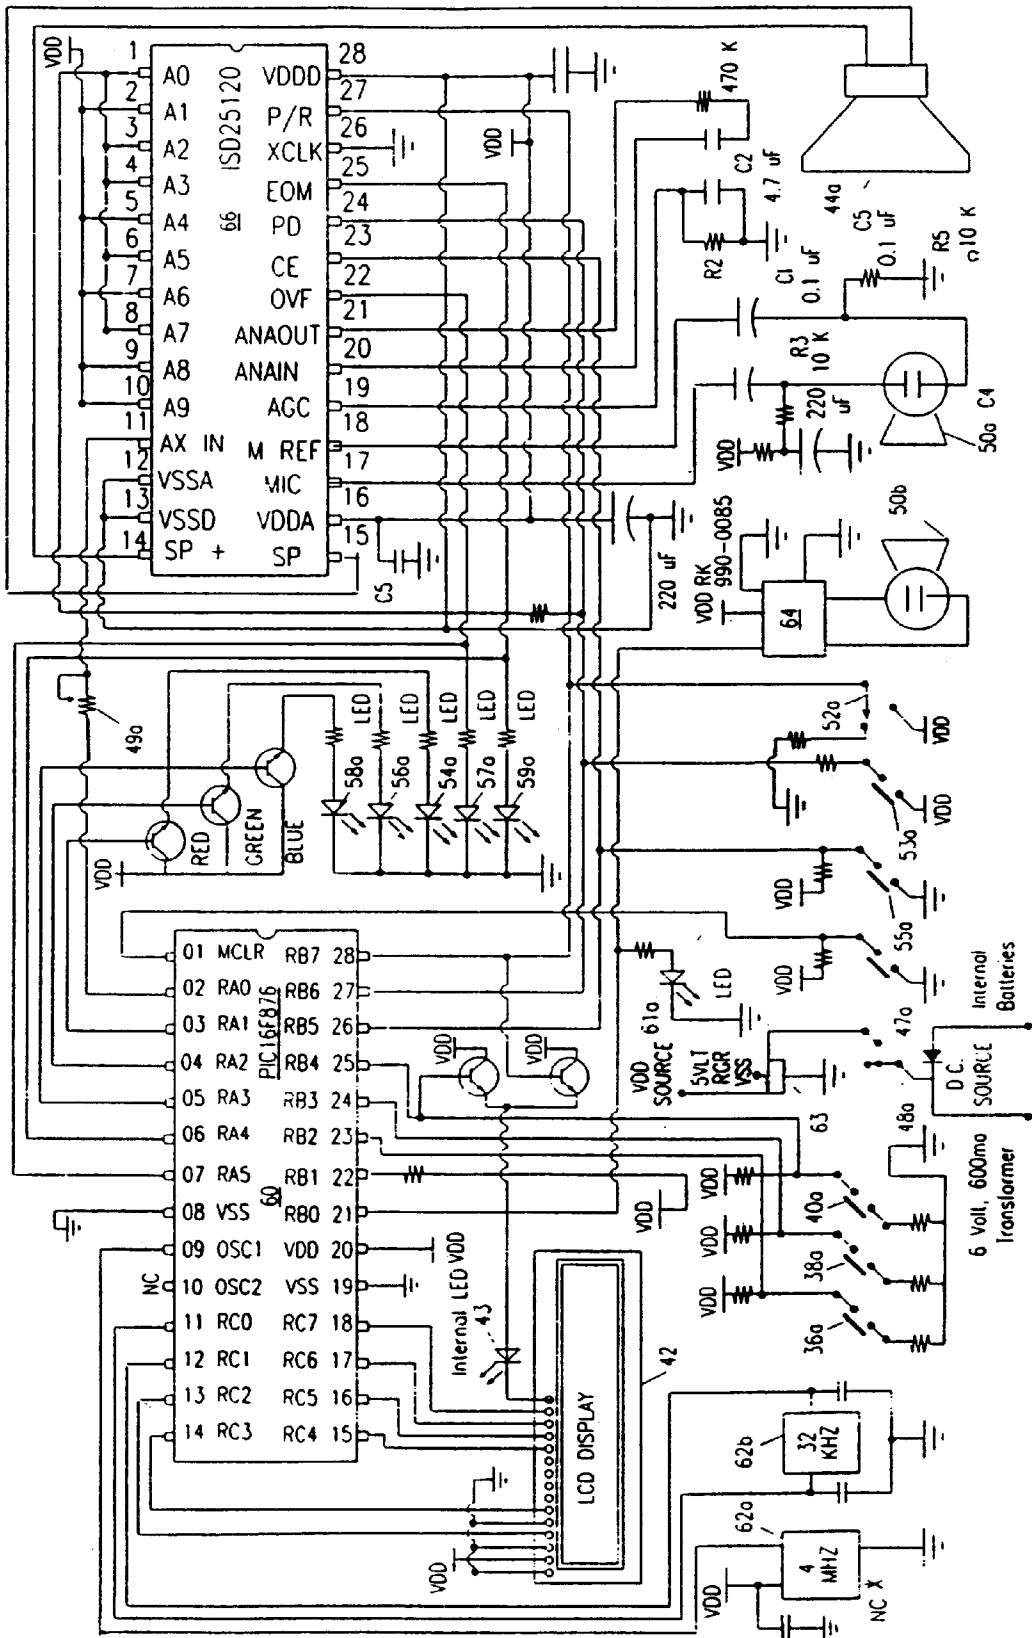 VDD
1 A0 VDDD 28
2 A1 P/R 27
3 A2 XCLK 26
4 A3 EOM 25
5 A4 PD 24
6 A5 CE 23
7 A6 OVF 22
8 A7 ANAOUT 21
9 A8 ANAIN 20
10 A9 AGC 19
11 AX IN M REF 18
12 VSSA MIC 17
13 VSSD VDDA 16
14 SP + SP 15
ISD25120
66
VDD
470 K
C2
4.7 uF
R2
44a
C5
0.1 uF
C1
0.1 uF
R5
10 K
R3
10 K
220
uF
VDD
C4
50a
50b
C5
220 uF
VDD RK
990-0085
64
49a
VDD
RED
GREEN
BLUE
LED
LED
LED
LED
LED
58a
56a
54a
57a
59a
52a
VDD
VDD
53a
VDD
55a
VDD
47a
01 MCLR RB7 28
02 RA0 RB6 27
03 RA1 RB5 26
04 RA2 RB4 25
05 RA3 RB3 24
06 RA4 RB2 23
07 RA5 RB1 22
08 VSS RB0 21
09 OSC1 VDD 20
10 OSC2 VSS 19
11 RC0 RC7 18
12 RC1 RC6 17
13 RC2 RC5 16
14 RC3 RC4 15
PIC16F876
60
NC
VDD
VDD
VDD
VDD
61a
LED
VDD
SOURCE
5VLT
RGR
VSS
63
48a
D.C.
SOURCE
Internal
Batteries
6 Volt, 600ma
Transformer
VDD
VDD
VDD
40a
38a
36a
Internal LED
43
42
LCD DISPLAY
VDD
62b
32
KHZ
62a
4
MHZ
VDD
NC X